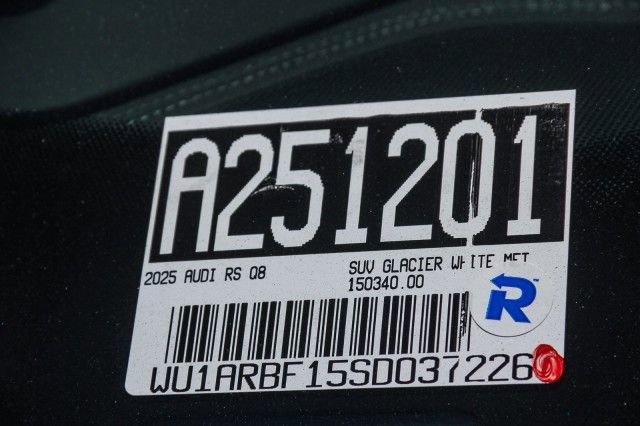 A251201
2025 AUDI RS Q8
SUV GLACIER WHITE MET
150340.00
R
WU1ARBF15SD037226